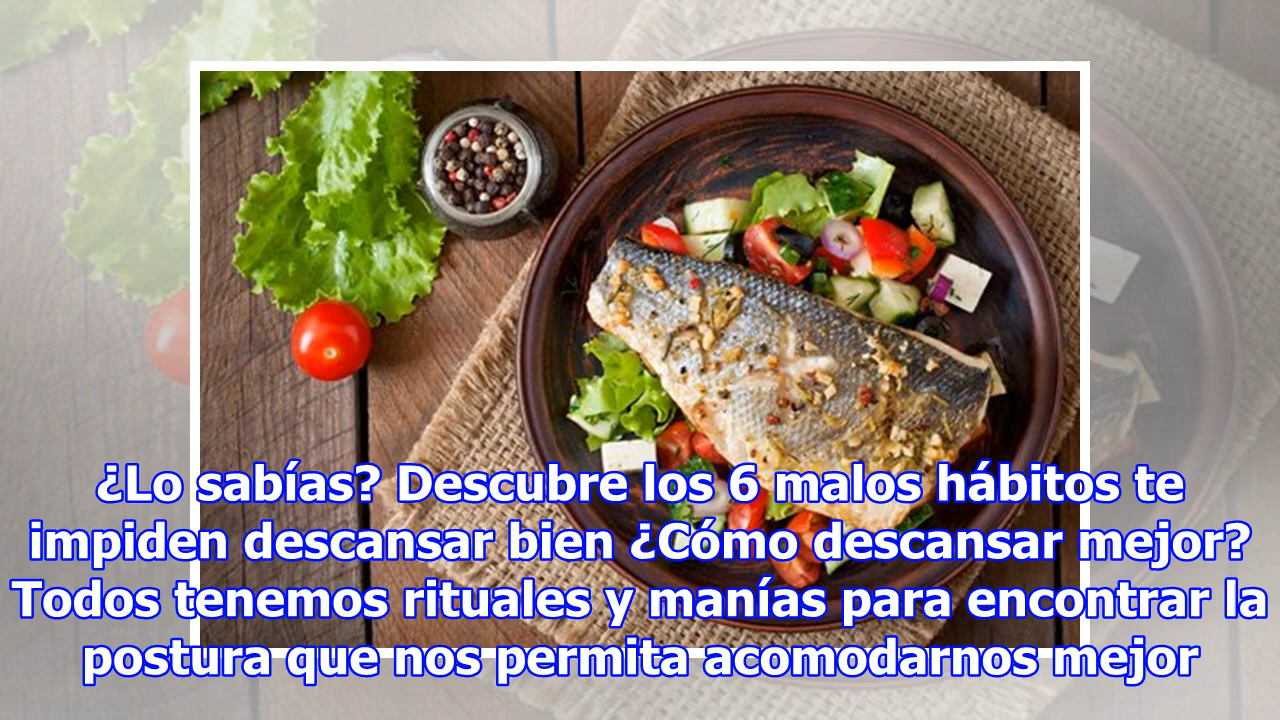 ¿Lo sabías? Descubre los 6 malos hábitos te
impiden descansar bien ¿Cómo descansar mejor?
Todos tenemos rituales y manías para encontrar la
postura que nos permita acomodarnos mejor